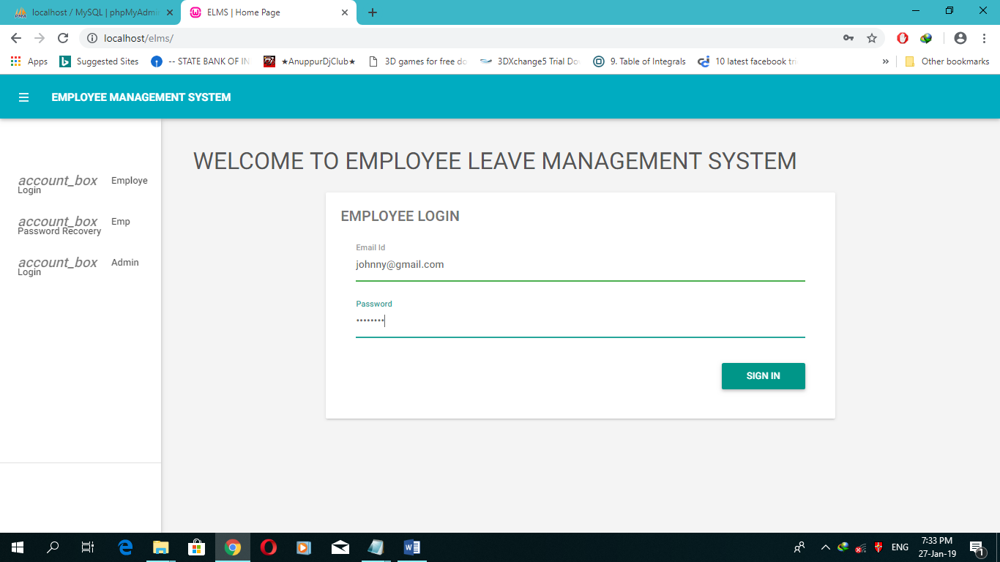 localhost / MySQL | phpMyAdmin
ELMS | Home Page
localhost/elms/
Apps
Suggested Sites
-- STATE BANK OF IN
★AnuppurDjClub★
3D games for free do
3DXchange5 Trial Do
9. Table of Integrals
10 latest facebook tri
»
Other bookmarks
EMPLOYEE MANAGEMENT SYSTEM
WELCOME TO EMPLOYEE LEAVE MANAGEMENT SYSTEM
account_box Employe
Login
account_box Emp
Password Recovery
account_box Admin
Login
EMPLOYEE LOGIN
Email Id
johnny@gmail.com
Password
••••••••
SIGN IN
ENG
7:33 PM
27-Jan-19
1